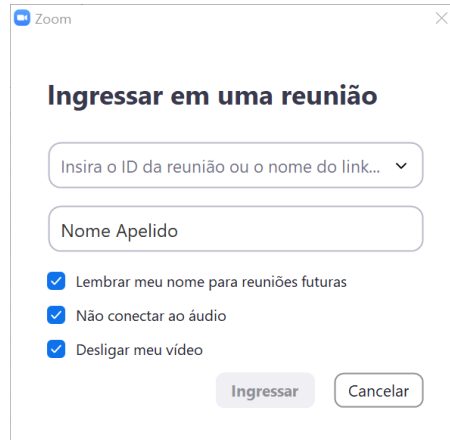 Zoom
Ingressar em uma reunião
Insira o ID da reunião ou o nome do link...
Nome Apelido
Lembrar meu nome para reuniões futuras
Não conectar ao áudio
Desligar meu vídeo
Ingressar Cancelar